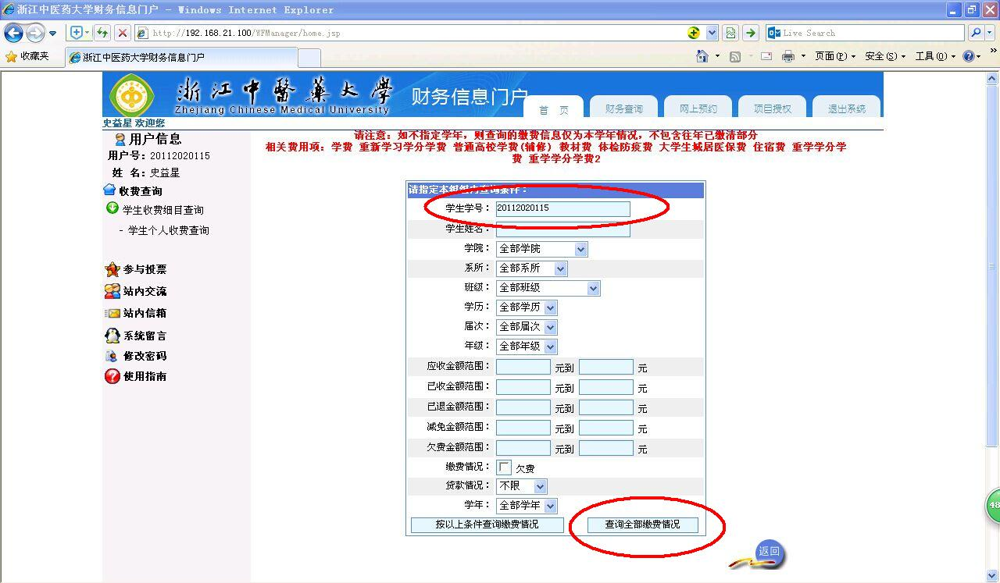 浙江中医药大学财务信息门户 - Windows Internet Explorer
http://192.168.21.100/WFManager/home.jsp
Live Search
收藏夹
浙江中医药大学财务信息门户
页面(P)
安全(S)
工具(O)
»
浙江中醫藥大學
Zhejiang Chinese Medical University
财务信息门户
首 页
财务查询
网上预约
项目授权
退出系统
史益星 欢迎您
用户信息
用户号：20112020115
姓 名：史益星
收费查询
学生收费细目查询
- 学生个人收费查询
参与投票
站内交流
站内信箱
系统留言
修改密码
使用指南
请注意：如不指定学年，则查询的缴费信息仅为本学年情况，不包含往年已缴清部分
相关费用项：学费 重新学习学分学费 普通高校学费(辅修) 教材费 体检防疫费 大学生城居医保费 住宿费 重学学分学
费 重学学分学费2
请指定本组织内查询条件：
学生学号：20112020115
学生姓名：
学院：全部学院
系所：全部系所
班级：全部班级
学历：全部学历
届次：全部届次
年级：全部年级
应收金额范围：元到 元
已收金额范围：元到 元
已退金额范围：元到 元
减免金额范围：元到 元
欠费金额范围：元到 元
缴费情况：欠费
贷款情况：不限
学年：全部学年
按以上条件查询缴费情况
查询全部缴费情况
返回
48